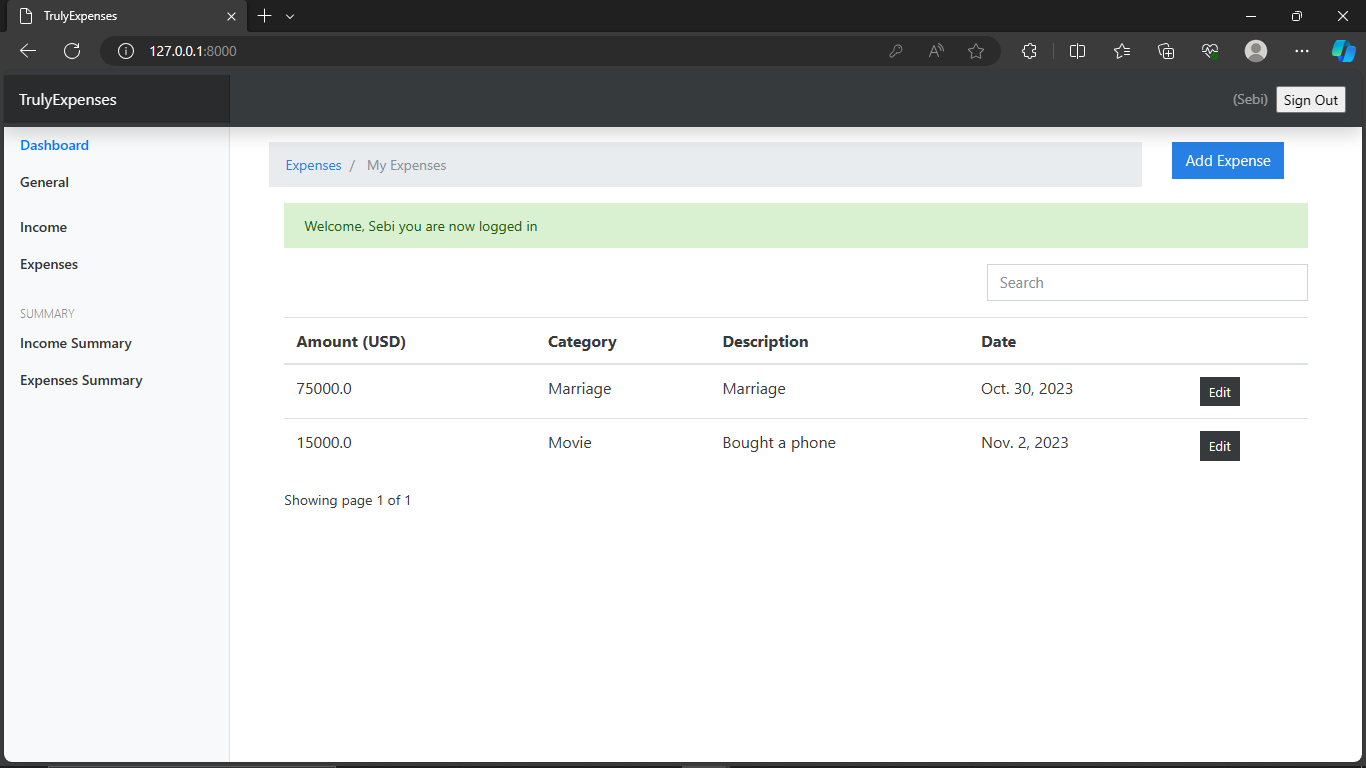 TrulyExpenses
127.0.0.1:8000
TrulyExpenses
(Sebi) Sign Out
Dashboard
General
Income
Expenses
SUMMARY
Income Summary
Expenses Summary
Expenses / My Expenses
Add Expense
Welcome, Sebi you are now logged in
Search
Amount (USD) Category Description Date
75000.0 Marriage Marriage Oct. 30, 2023 Edit
15000.0 Movie Bought a phone Nov. 2, 2023 Edit
Showing page 1 of 1